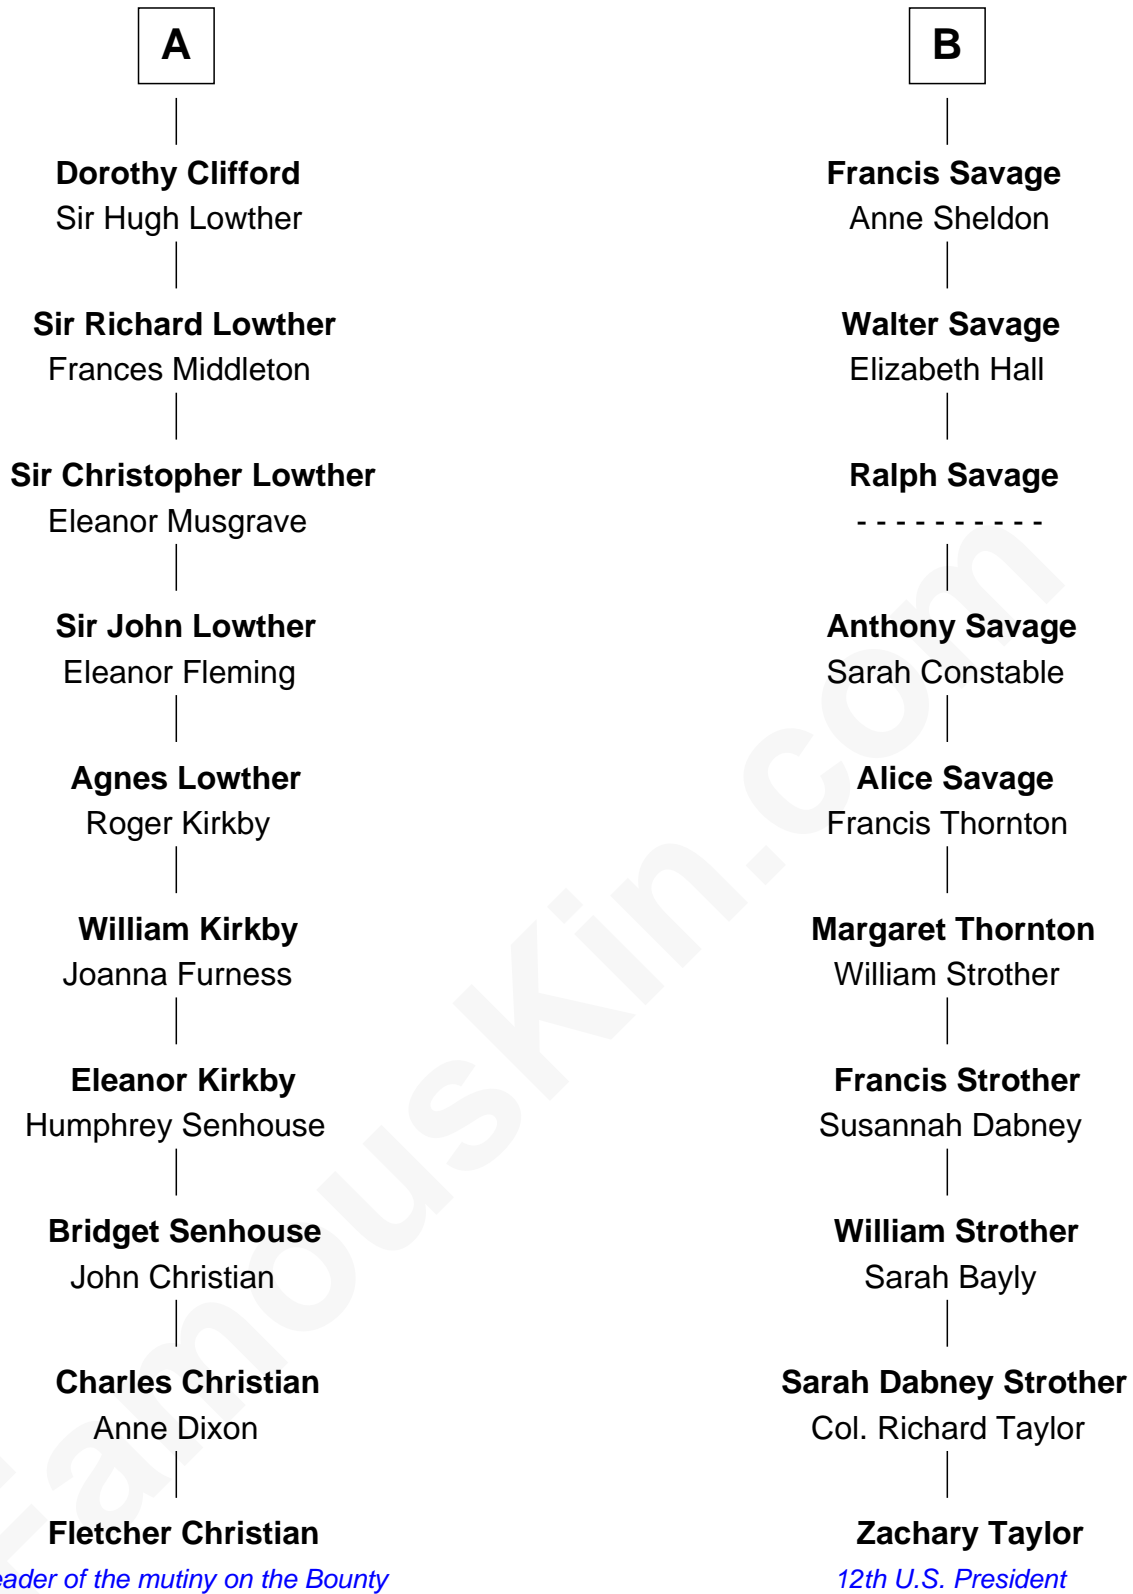 A
Dorothy Clifford
Sir Hugh Lowther
Sir Richard Lowther
Frances Middleton
Sir Christopher Lowther
Eleanor Musgrave
Sir John Lowther
Eleanor Fleming
Agnes Lowther
Roger Kirkby
William Kirkby
Joanna Furness
Eleanor Kirkby
Humphrey Senhouse
Bridget Senhouse
John Christian
Charles Christian
Anne Dixon
Fletcher Christian
eader of the mutiny on the Bounty
B
Francis Savage
Anne Sheldon
Walter Savage
Elizabeth Hall
Ralph Savage
- - - - - - - - - -
Anthony Savage
Sarah Constable
Alice Savage
Francis Thornton
Margaret Thornton
William Strother
Francis Strother
Susannah Dabney
William Strother
Sarah Bayly
Sarah Dabney Strother
Col. Richard Taylor
Zachary Taylor
12th U.S. President
FamousKin.com